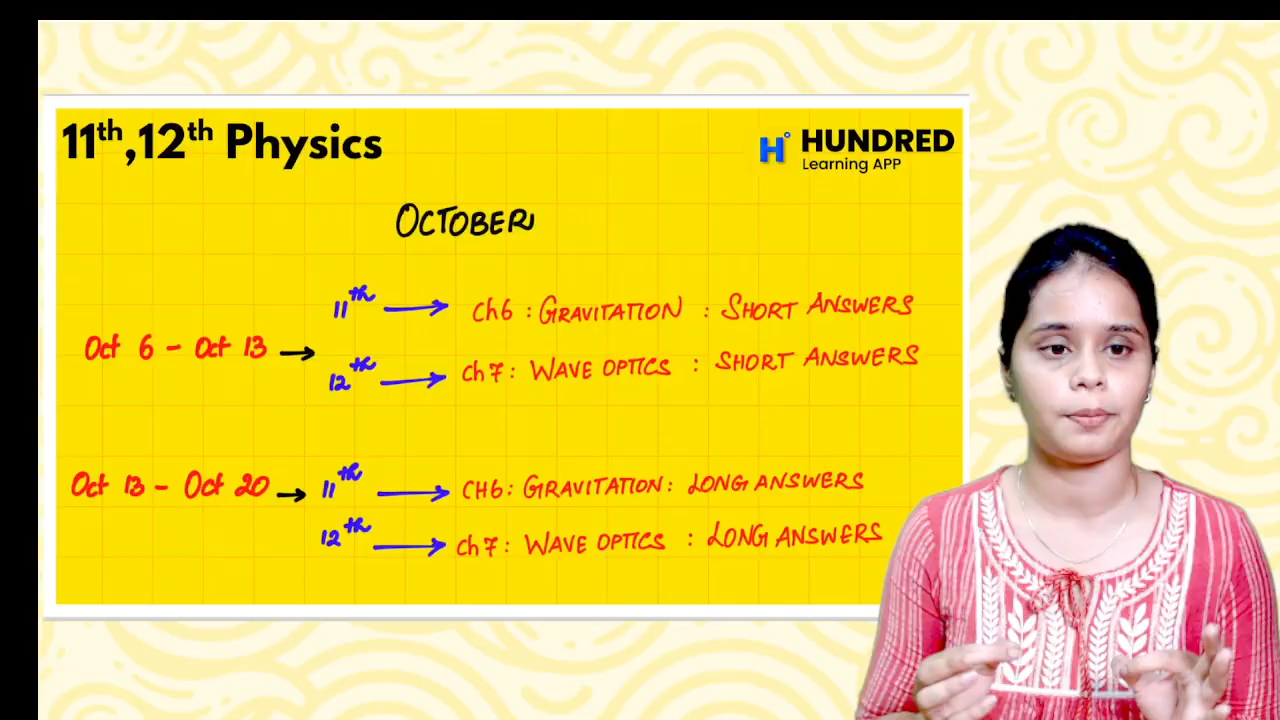 11th,12th Physics
H° HUNDRED
Learning APP
OCTOBER
11th → Ch6 : GRAVITATION : SHORT ANSWERS
Oct 6 - Oct 13 →
12th → Ch7 : WAVE OPTICS : SHORT ANSWERS
Oct 13 - Oct 20 → 11th → CH6 : GRAVITATION : LONG ANSWERS
12th → Ch7 : WAVE OPTICS : LONG ANSWERS